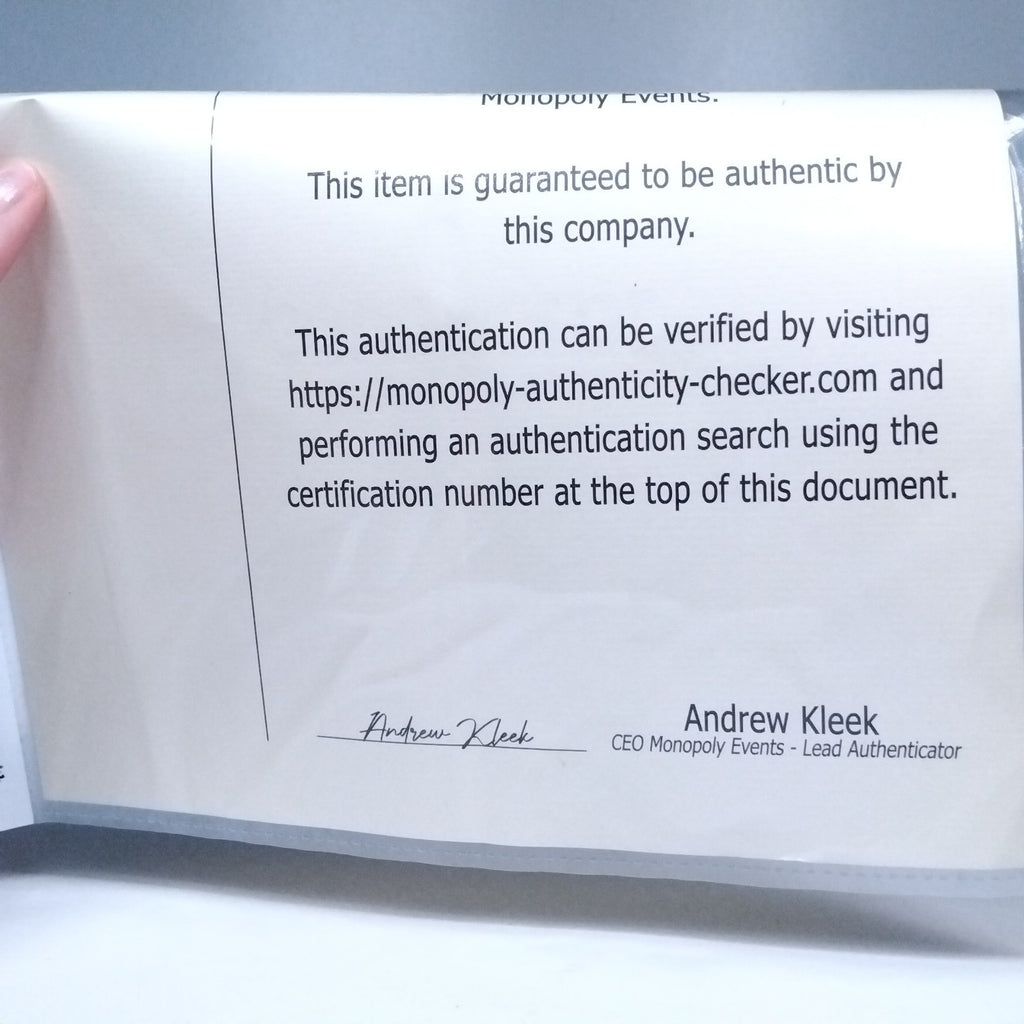 Monopoly Events.
This item is guaranteed to be authentic by
this company.
This authentication can be verified by visiting
https://monopoly-authenticity-checker.com and
performing an authentication search using the
certification number at the top of this document.
Andrew Kleek
Andrew Kleek
CEO Monopoly Events - Lead Authenticator